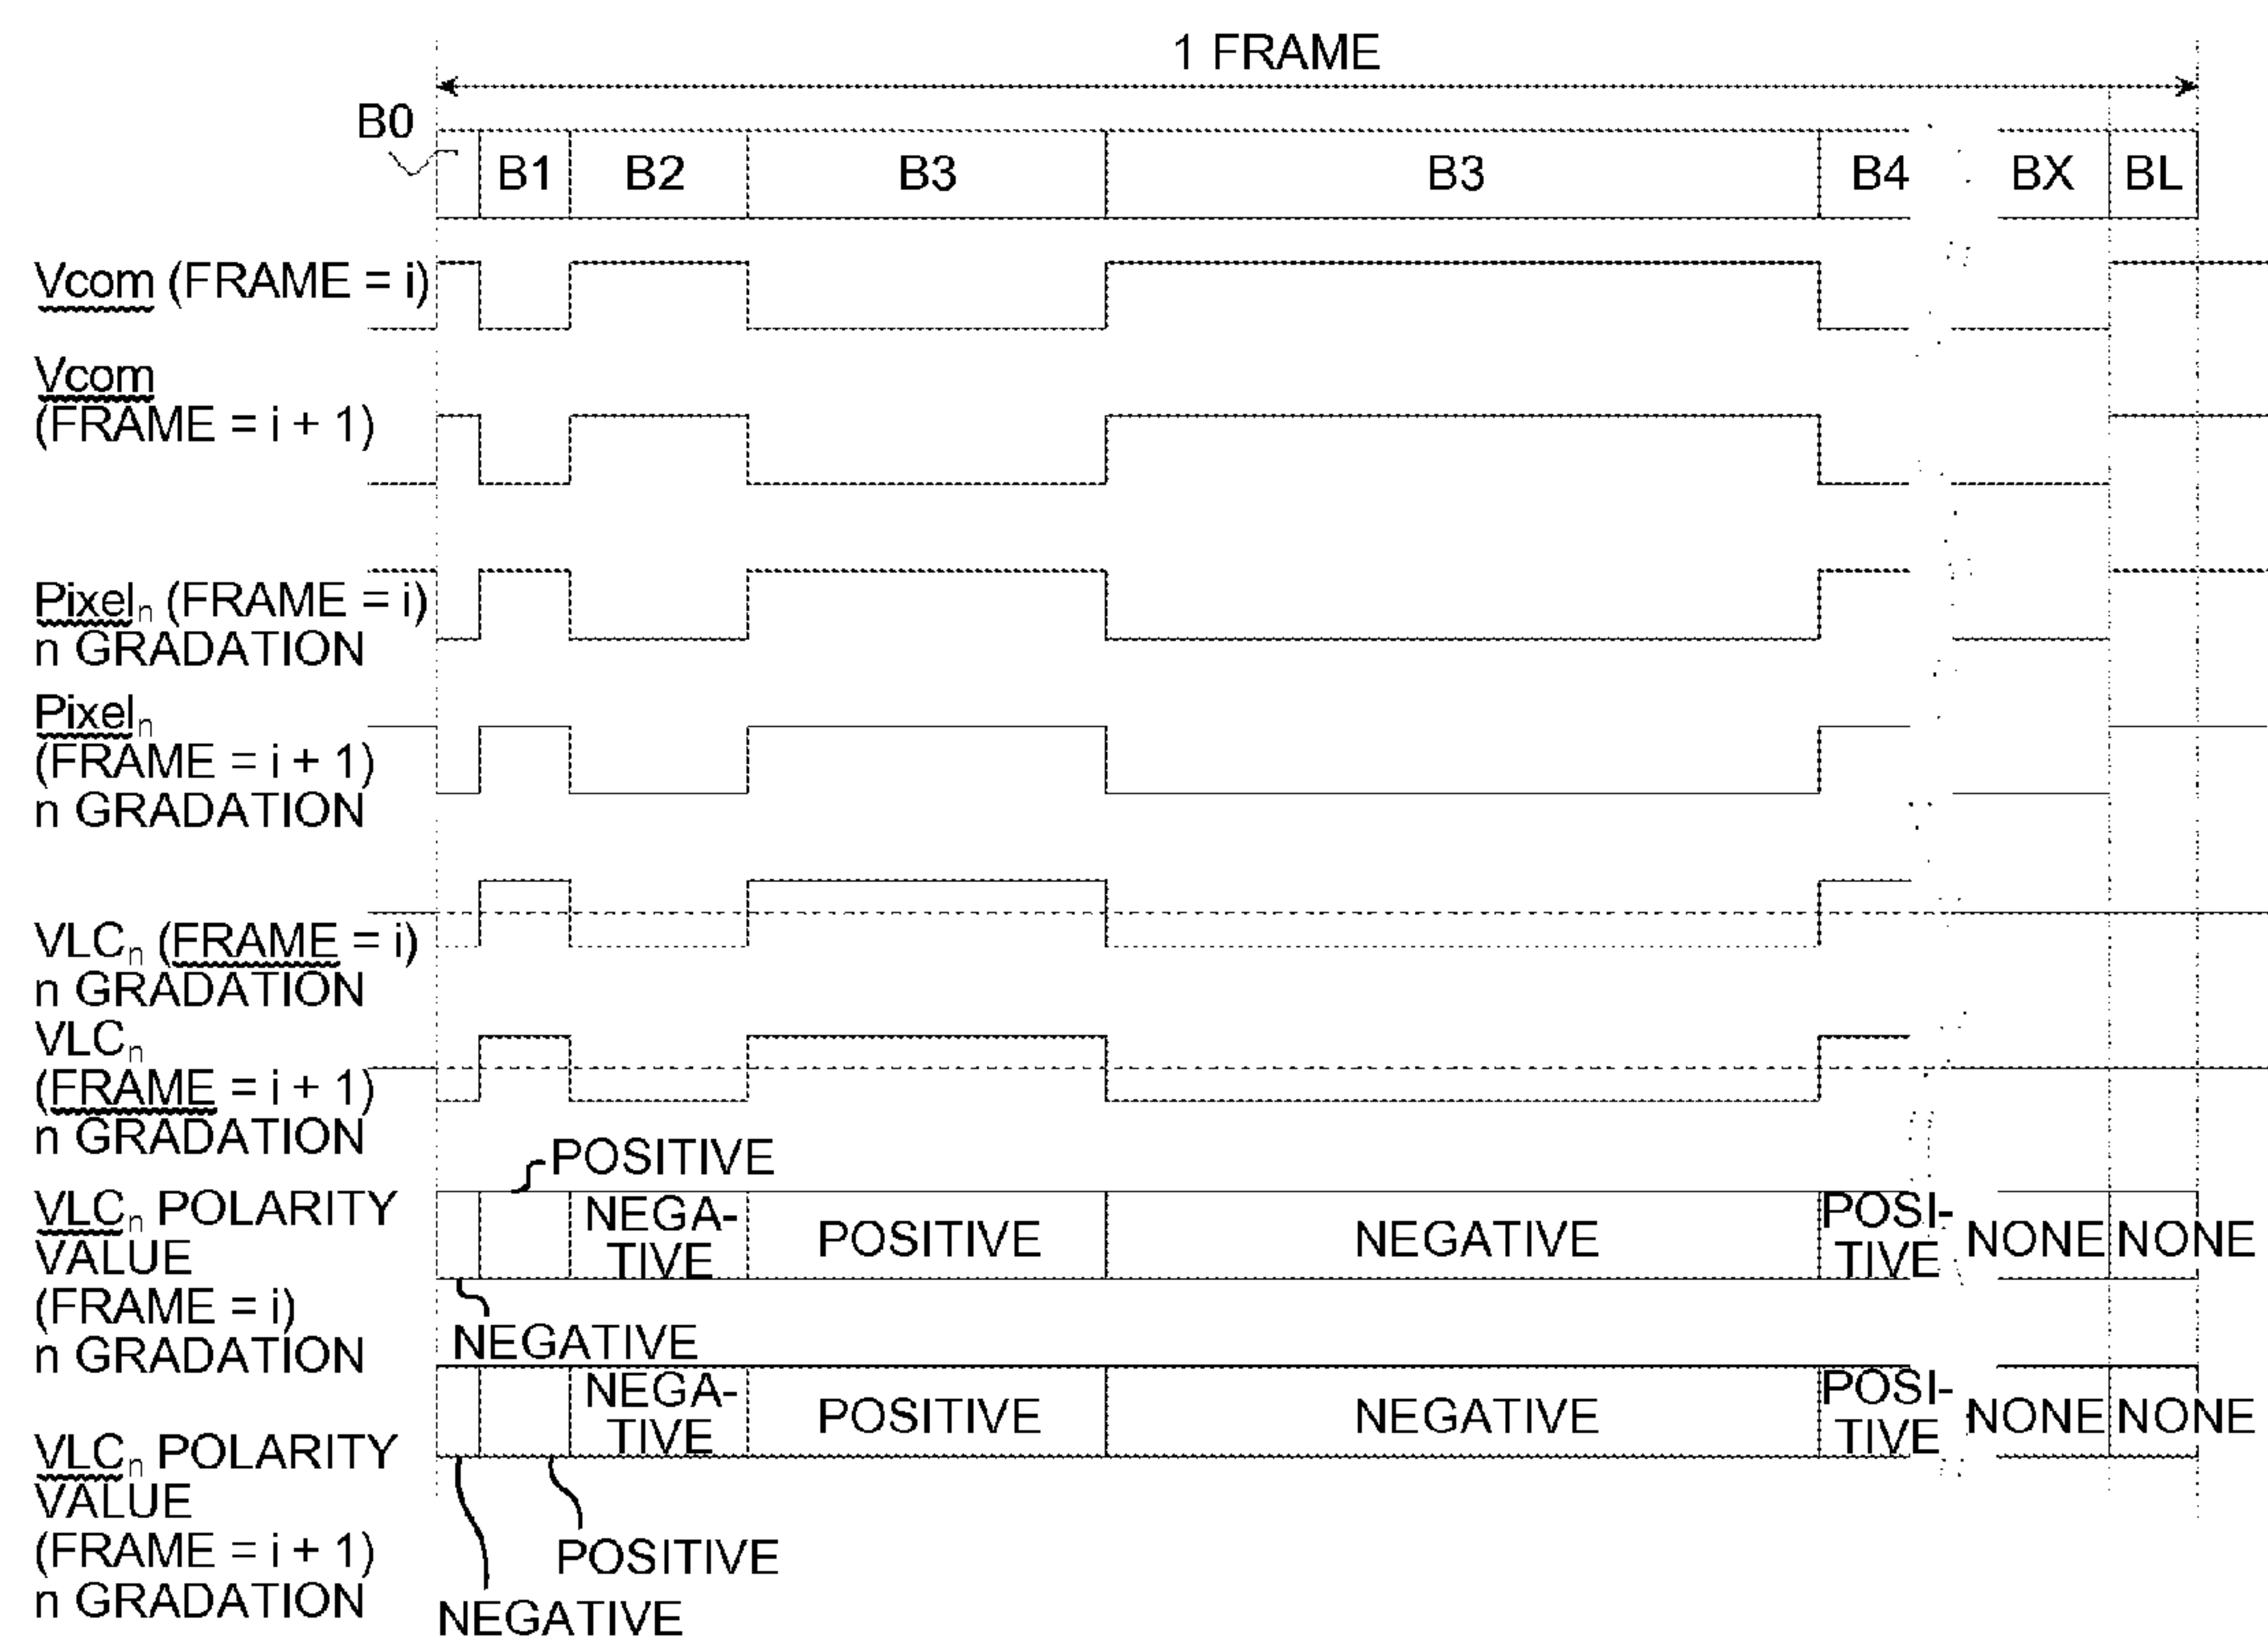 1 FRAME
B0
B1 B2 B3 B3 B4 BX BL
Vcom (FRAME = i)
Vcom
(FRAME = i + 1)
Pixeln (FRAME = i)
n GRADATION
Pixeln
(FRAME = i + 1)
n GRADATION
VLCn (FRAME = i)
n GRADATION
VLCn
(FRAME = i + 1)
n GRADATION
POSITIVE
VLCn POLARITY
VALUE
(FRAME = i)
n GRADATION
NEGA-
TIVE
POSITIVE
NEGATIVE
POSI-
TIVE
NONE
NONE
NEGATIVE
VLCn POLARITY
VALUE
(FRAME = i + 1)
n GRADATION
NEGA-
TIVE
POSITIVE
NEGATIVE
POSI-
TIVE
NONE
NONE
POSITIVE
NEGATIVE